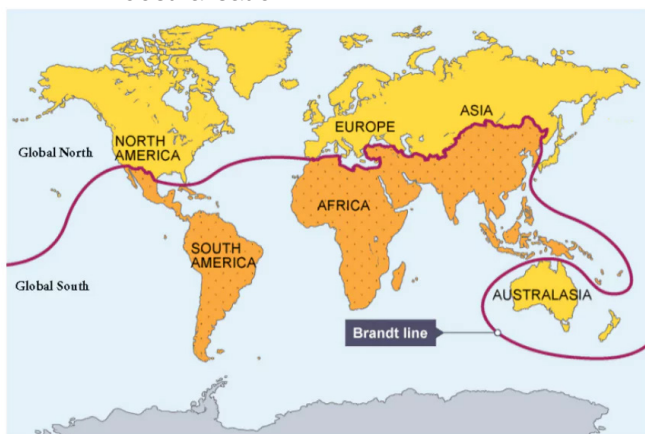 NORTH
AMERICA
EUROPE
ASIA
Global North
AFRICA
SOUTH
AMERICA
Global South
AUSTRALASIA
Brandt line